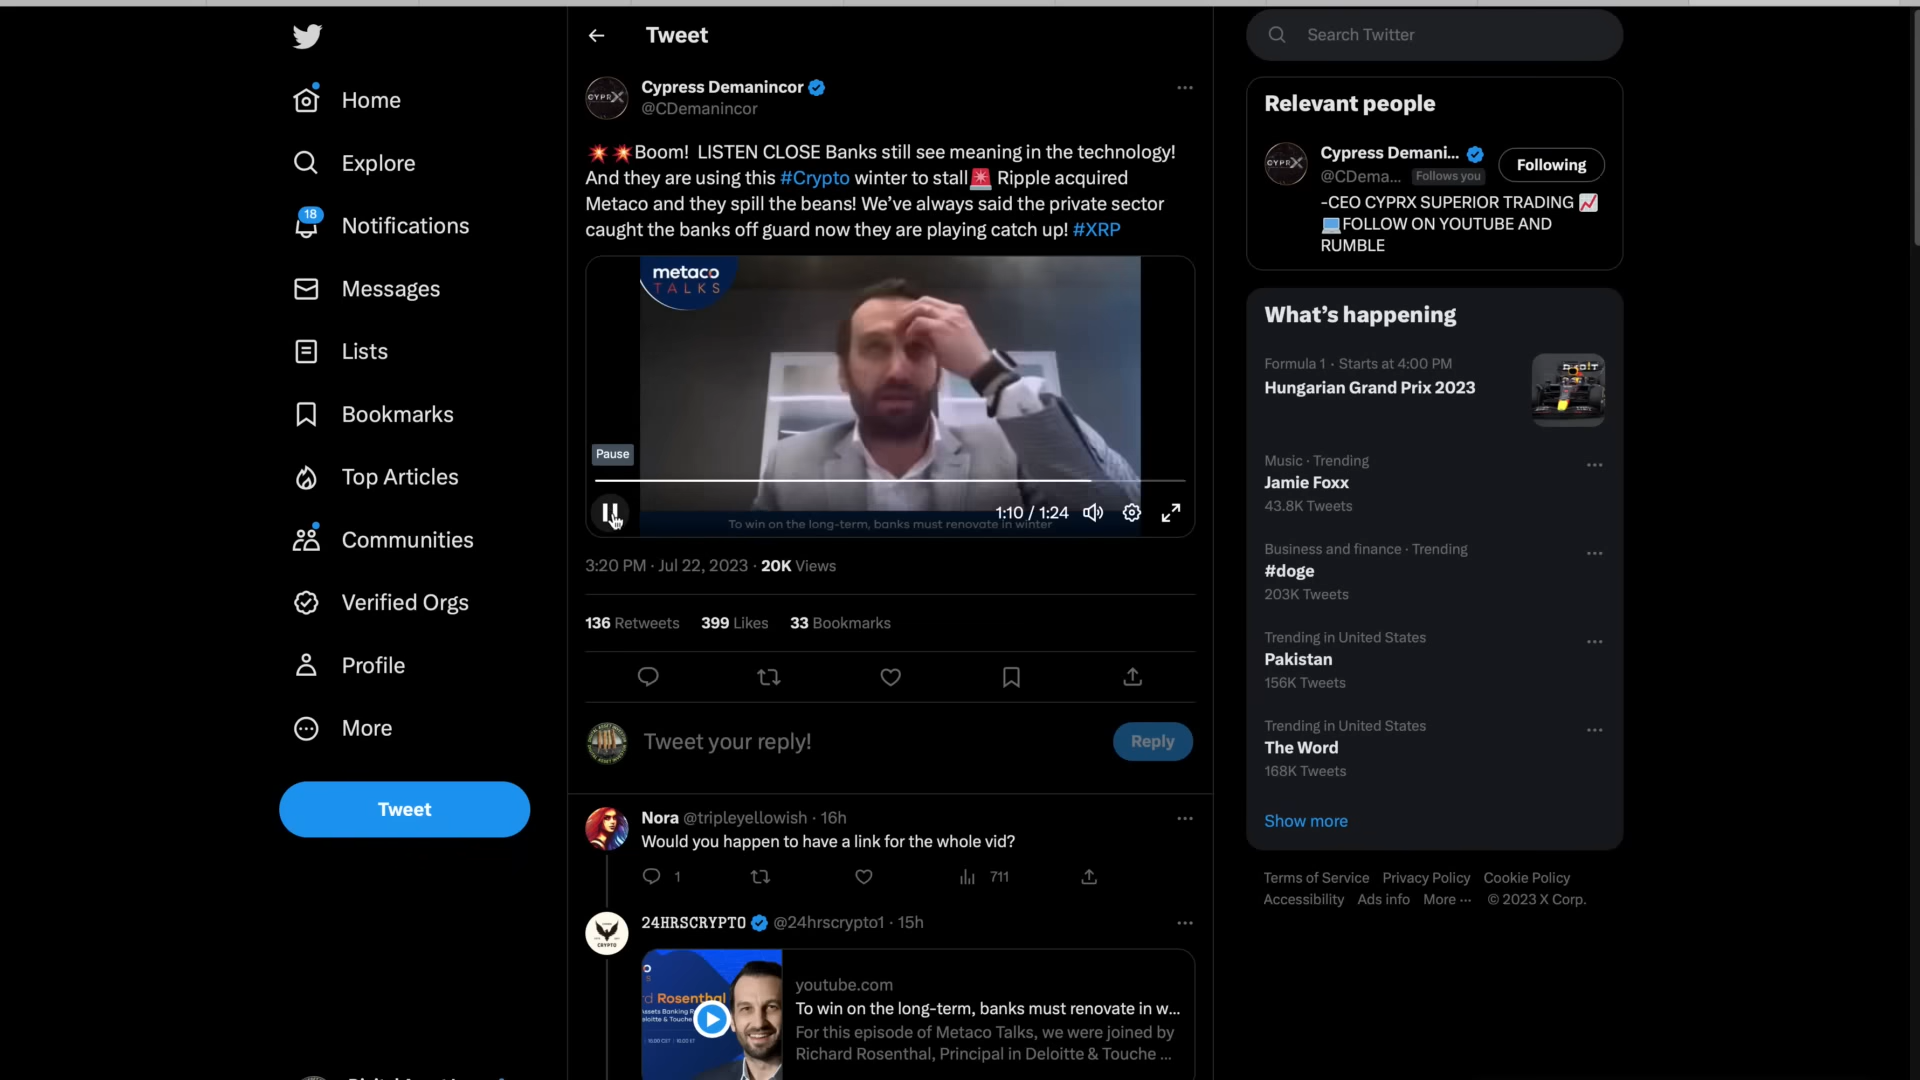 Tweet
Search Twitter
Home
Explore
18
Notifications
Messages
Lists
Bookmarks
Top Articles
Communities
Verified Orgs
Profile
More
Tweet
CYPRX
Cypress Demanincor
@CDemanincor
💥💥Boom! LISTEN CLOSE Banks still see meaning in the technology!
And they are using this #Crypto winter to stall🚨 Ripple acquired
Metaco and they spill the beans! We’ve always said the private sector
caught the banks off guard now they are playing catch up! #XRP
metaco
TALKS
Pause
1:10 / 1:24
To win on the long-term, banks must renovate in winter
3:20 PM · Jul 22, 2023 · 20K Views
136 Retweets 399 Likes 33 Bookmarks
Tweet your reply!
Reply
Nora @tripleyellowish · 16h
Would you happen to have a link for the whole vid?
1
711
24HRSCRYPTO @24hrscrypto1 · 15h
CRYPTO
rd Rosenthal
youtube.com
To win on the long-term, banks must renovate in w...
For this episode of Metaco Talks, we were joined by
Richard Rosenthal, Principal in Deloitte & Touche ...
Relevant people
CYPRX
Cypress Demani...
Following
@CDema... Follows you
-CEO CYPRX SUPERIOR TRADING 📈
💻FOLLOW ON YOUTUBE AND
RUMBLE
What’s happening
Formula 1 · Starts at 4:00 PM
Hungarian Grand Prix 2023
Music · Trending
Jamie Foxx
43.8K Tweets
Business and finance · Trending
#doge
203K Tweets
Trending in United States
Pakistan
156K Tweets
Trending in United States
The Word
168K Tweets
Show more
Terms of Service Privacy Policy Cookie Policy
Accessibility Ads info More ··· © 2023 X Corp.